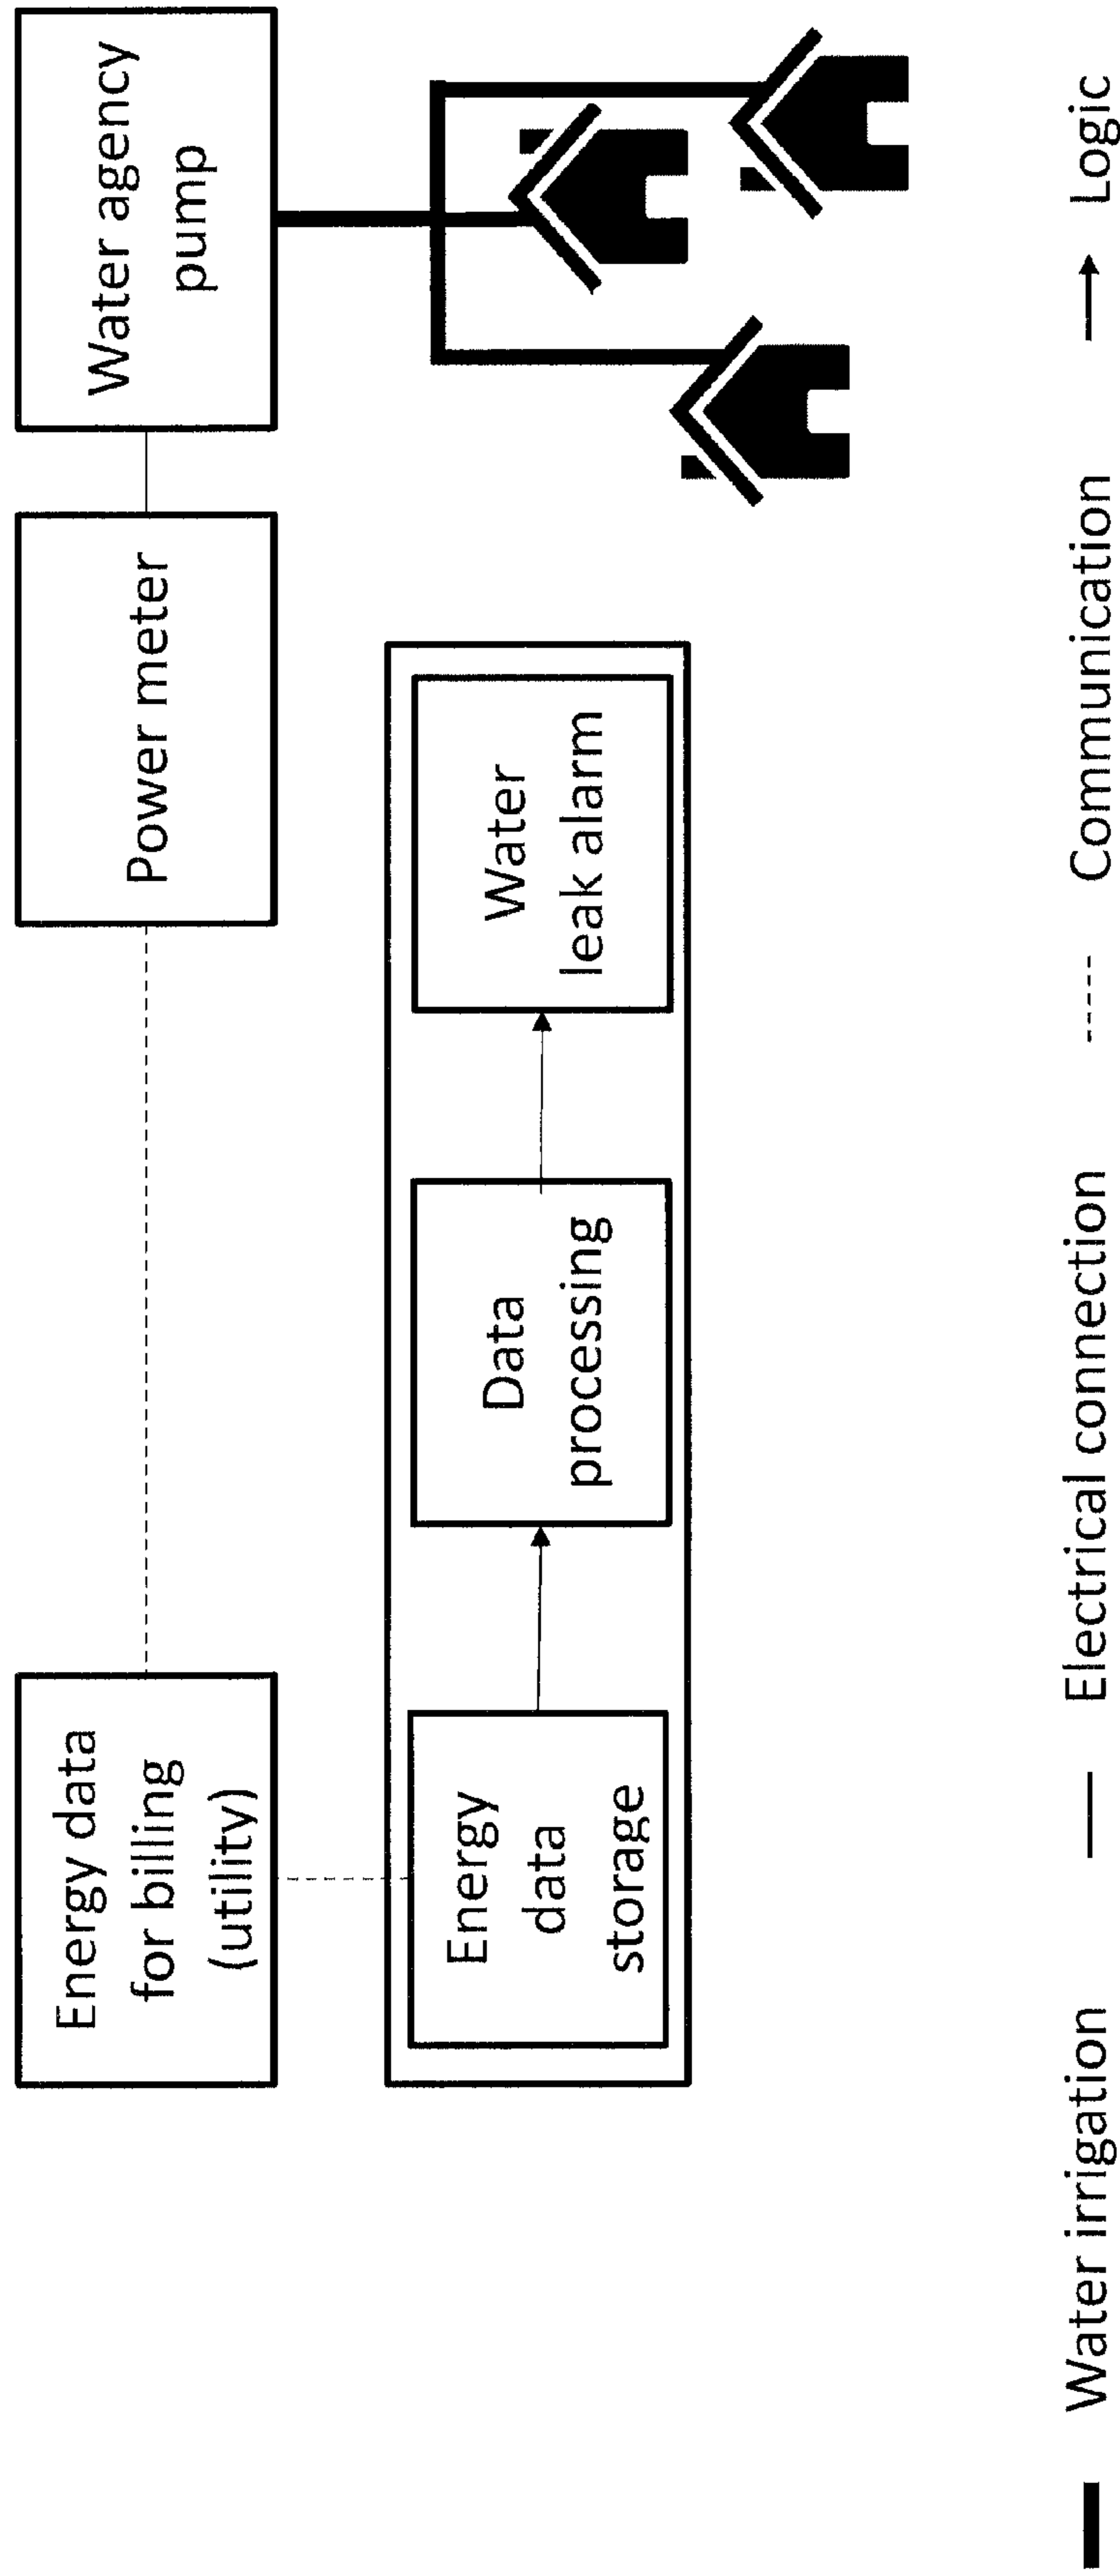 Energy data
for billing
(utility)
Power meter
Water agency
pump
Energy
data
storage
Data
processing
Water
leak alarm
Water irrigation
Electrical connection
Communication
Logic